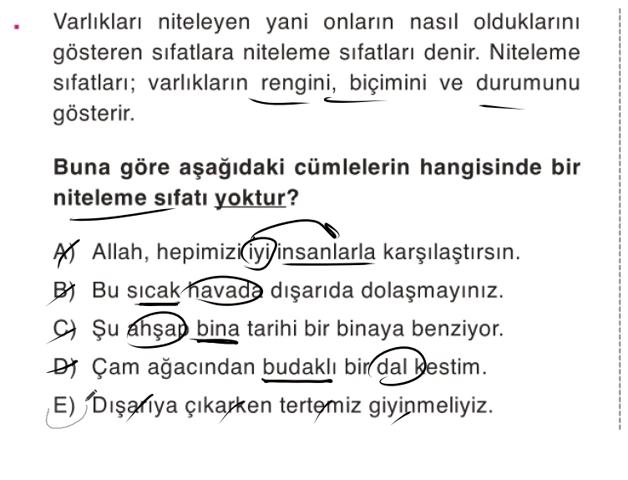 Varlıkları niteleyen yani onların nasıl olduklarını
gösteren sıfatlara niteleme sıfatları denir. Niteleme
sıfatları; varlıkların rengini, biçimini ve durumunu
gösterir.
Buna göre aşağıdaki cümlelerin hangisinde bir
niteleme sıfatı yoktur?
A) Allah, hepimizi iyi insanlarla karşılaştırsın.
B) Bu sıcak havada dışarıda dolaşmayınız.
C) Şu ahşap bina tarihi bir binaya benziyor.
D) Çam ağacından budaklı bir dal kestim.
E) Dışarıya çıkarken tertemiz giyinmeliyiz.